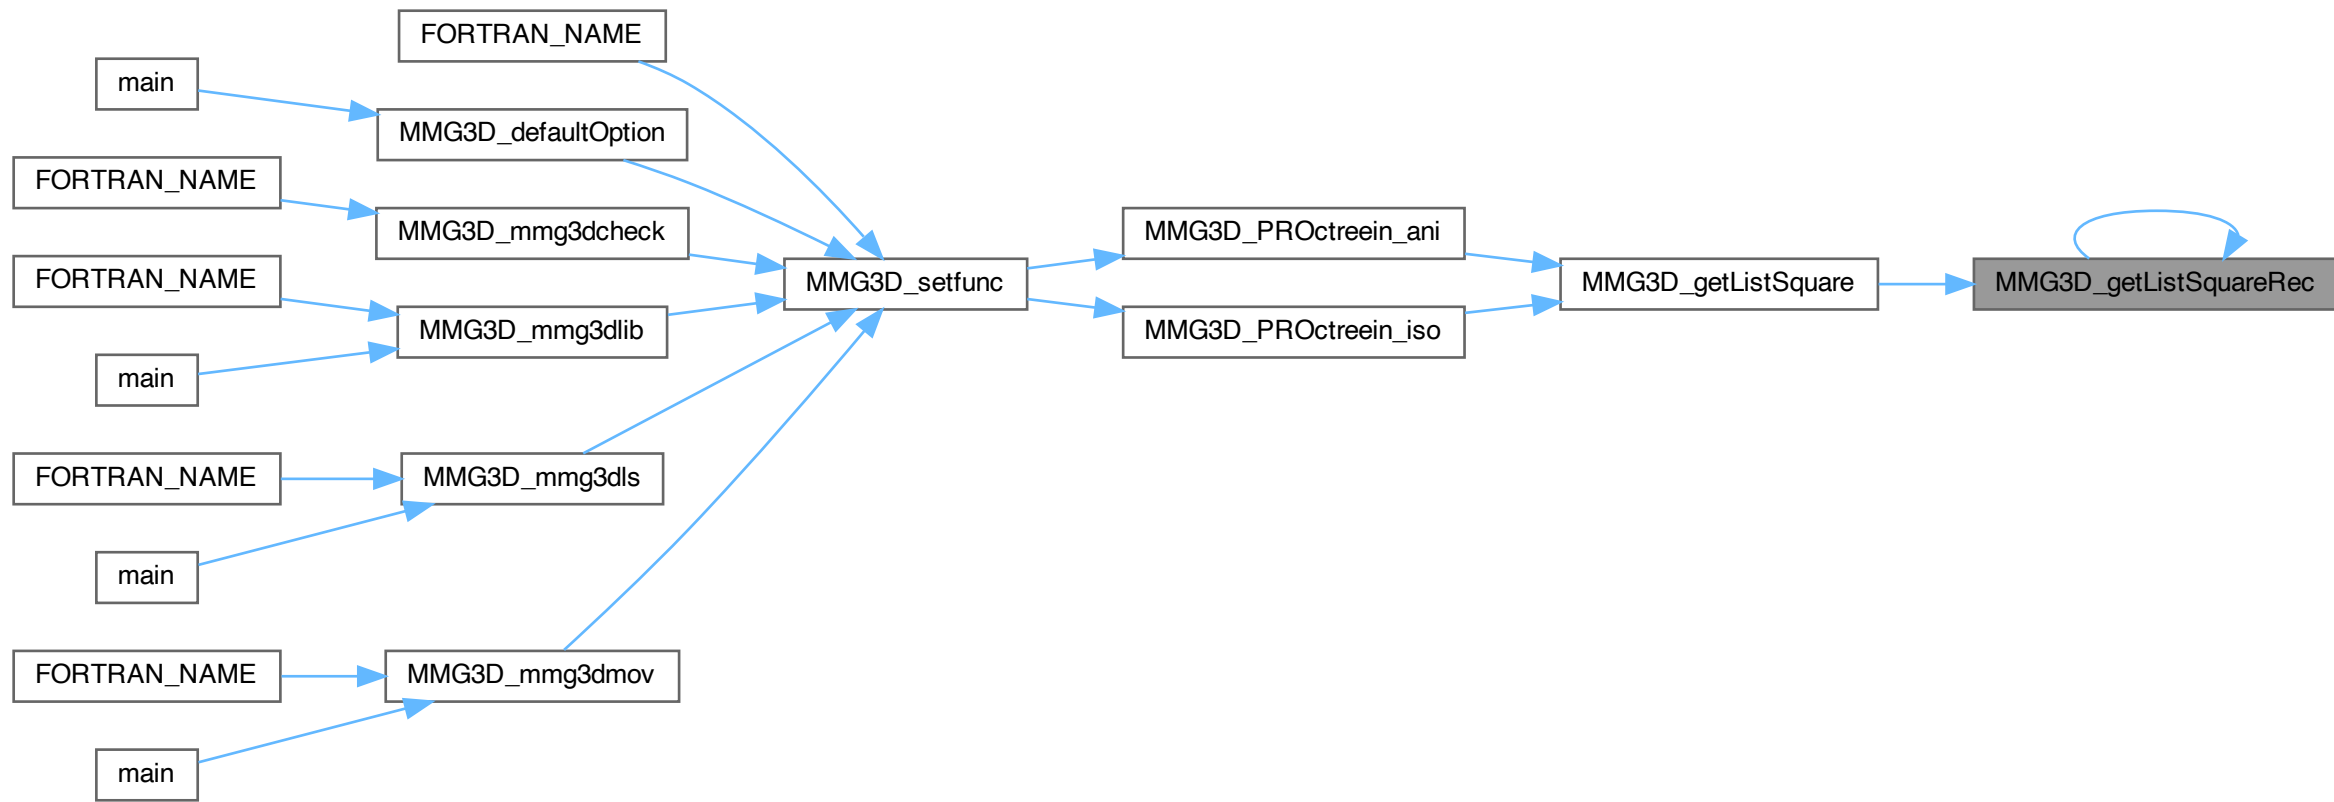 FORTRAN_NAME
main
MMG3D_defaultOption
FORTRAN_NAME
MMG3D_mmg3dcheck
MMG3D_PROctreein_ani
FORTRAN_NAME
MMG3D_setfunc
MMG3D_getListSquare
MMG3D_getListSquareRec
MMG3D_mmg3dlib
MMG3D_PROctreein_iso
main
FORTRAN_NAME
MMG3D_mmg3dls
main
FORTRAN_NAME
MMG3D_mmg3dmov
main